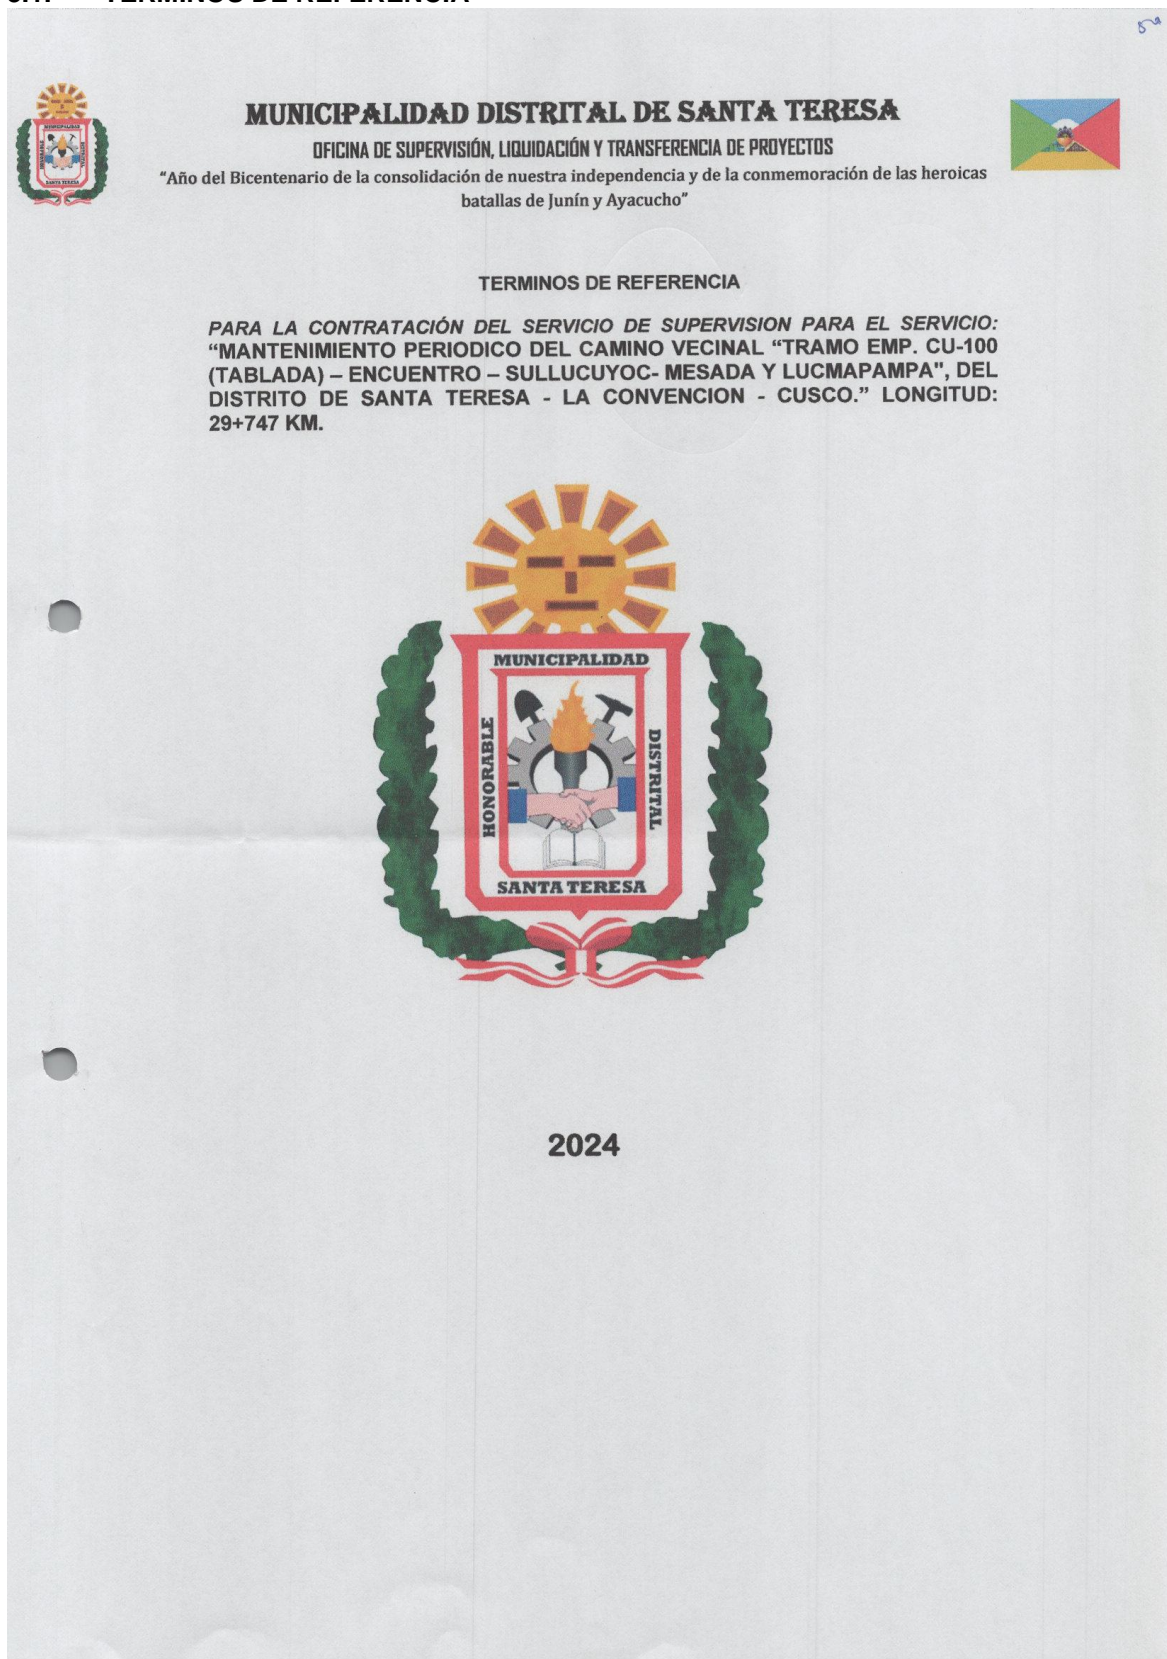 TERMINOS DE REFERENCIA
MUNICIPALIDAD DISTRITAL DE SANTA TERESA
OFICINA DE SUPERVISIÓN, LIQUIDACIÓN Y TRANSFERENCIA DE PROYECTOS
“Año del Bicentenario de la consolidación de nuestra independencia y de la conmemoración de las heroicas
batallas de Junín y Ayacucho”
TERMINOS DE REFERENCIA
PARA LA CONTRATACIÓN DEL SERVICIO DE SUPERVISION PARA EL SERVICIO:
“MANTENIMIENTO PERIODICO DEL CAMINO VECINAL “TRAMO EMP. CU-100
(TABLADA) – ENCUENTRO – SULLUCUYOC- MESADA Y LUCMAPAMPA", DEL
DISTRITO DE SANTA TERESA - LA CONVENCION - CUSCO.” LONGITUD:
29+747 KM.
MUNICIPALIDAD
HONORABLE
DISTRITAL
SANTA TERESA
2024